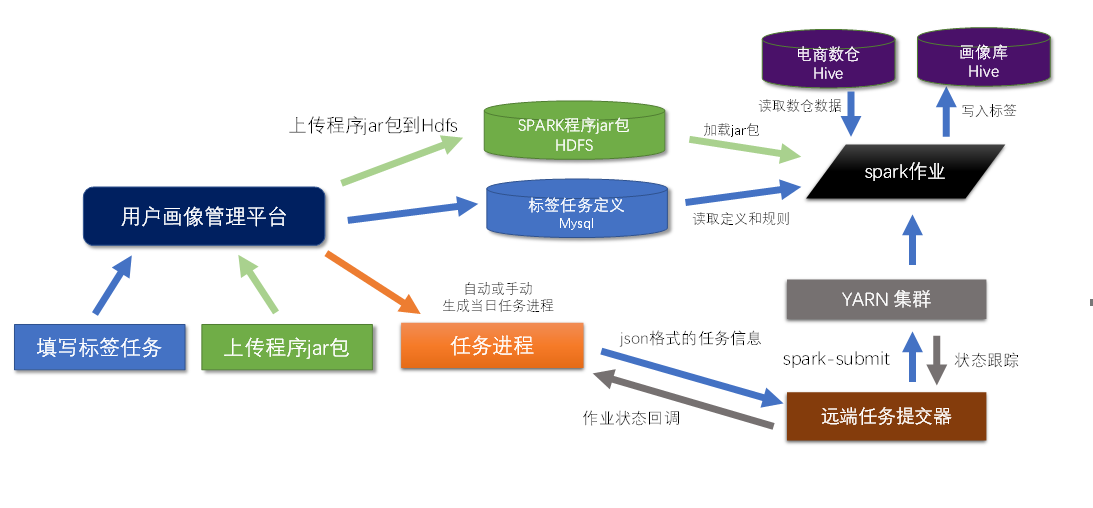 电商数仓
Hive
画像库
Hive
读取数仓数据
写入标签
上传程序jar包到Hdfs
SPARK程序jar包
HDFS
加载jar包
spark作业
用户画像管理平台
标签任务定义
Mysql
读取定义和规则
自动或手动
生成当日任务进程
YARN 集群
填写标签任务
上传程序jar包
任务进程
json格式的任务信息
spark-submit
状态跟踪
作业状态回调
远端任务提交器